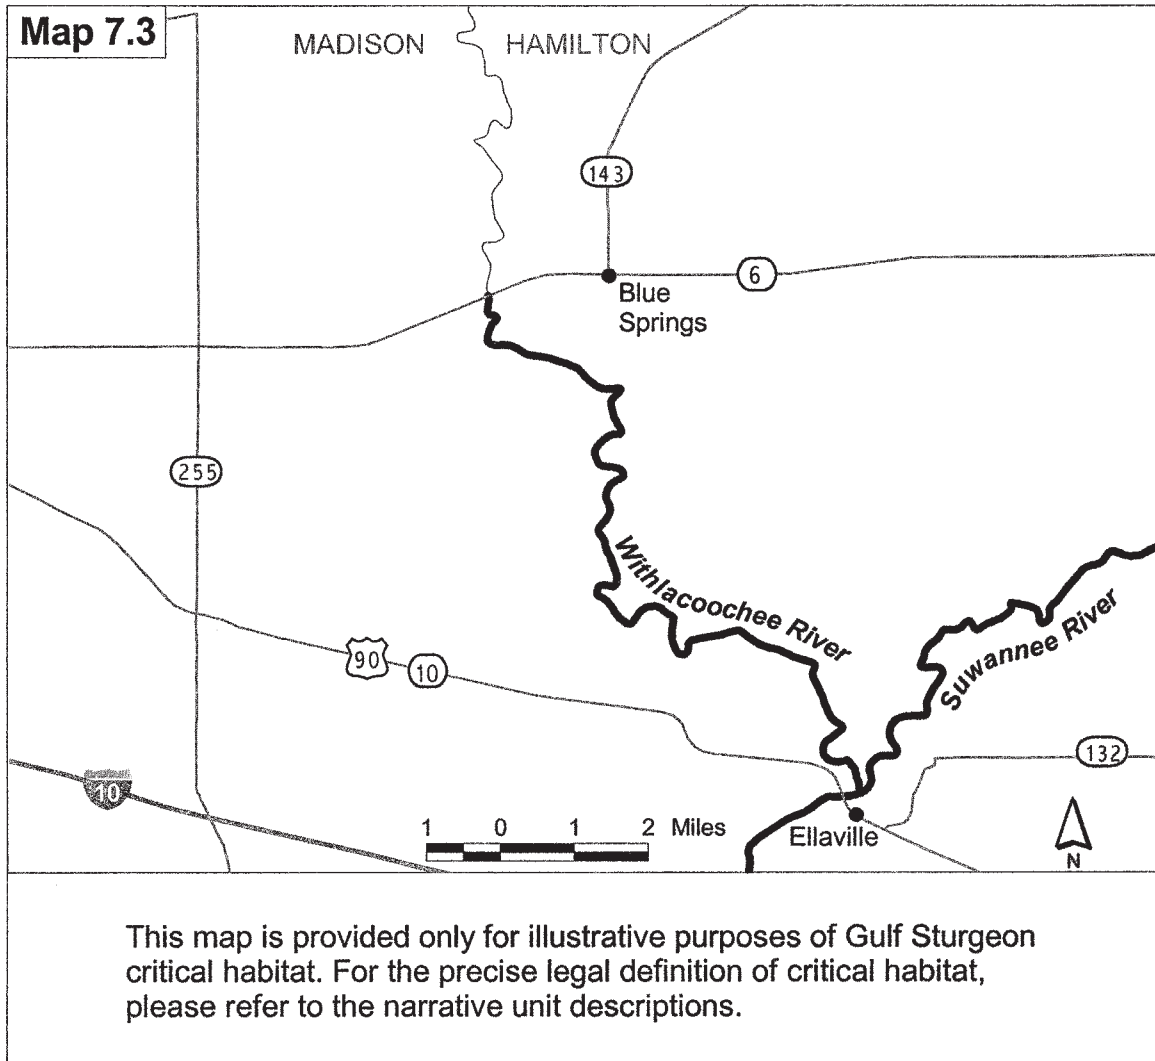 Map 7.3
MADISON
HAMILTON
143
6
Blue
Springs
255
Withlacoochee River
Suwannee River
90
10
132
10
1 0 1 2 Miles
Ellaville
N
This map is provided only for illustrative purposes of Gulf Sturgeon
critical habitat. For the precise legal definition of critical habitat,
please refer to the narrative unit descriptions.